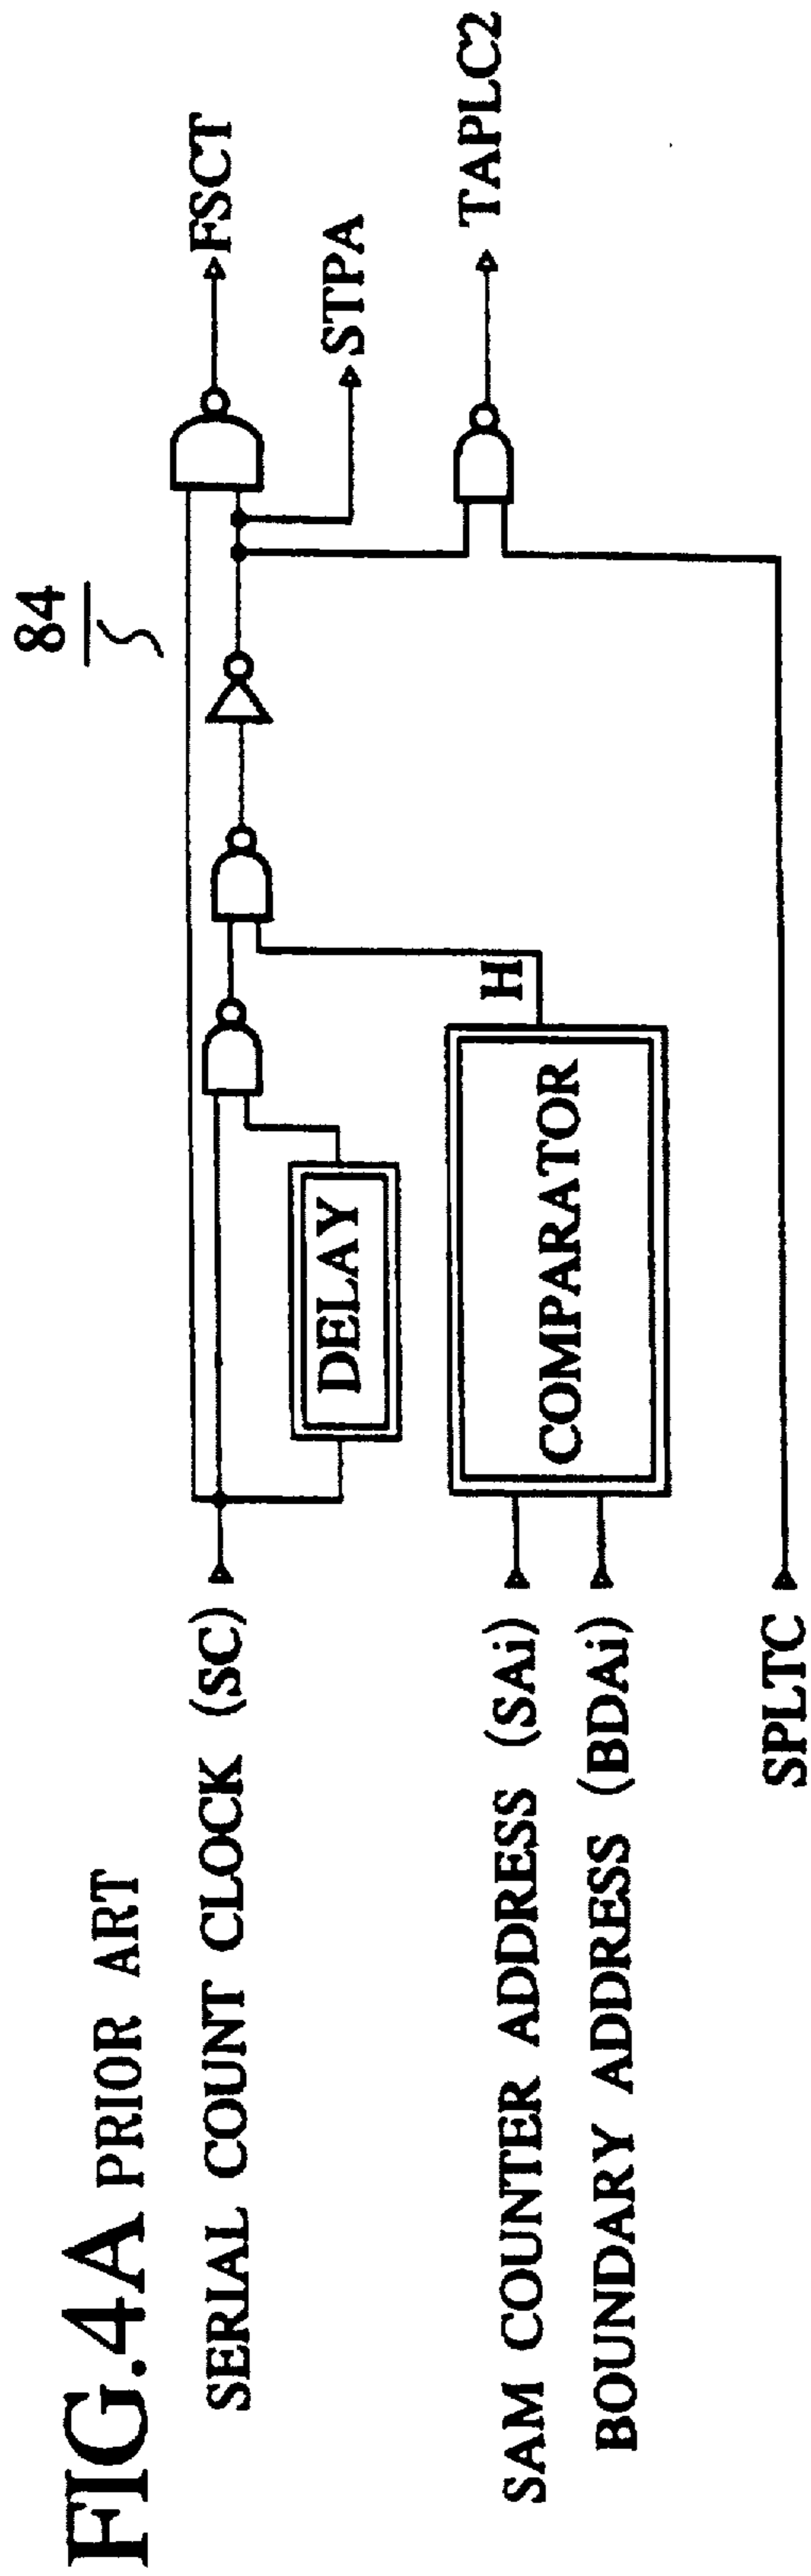 FIG.4A PRIOR ART
84
SERIAL COUNT CLOCK (SC)
FSCT
STPA
DELAY
H
TAPLC2
COMPARATOR
SAM COUNTER ADDRESS (SAi)
BOUNDARY ADDRESS (BDAi)
SPLTC